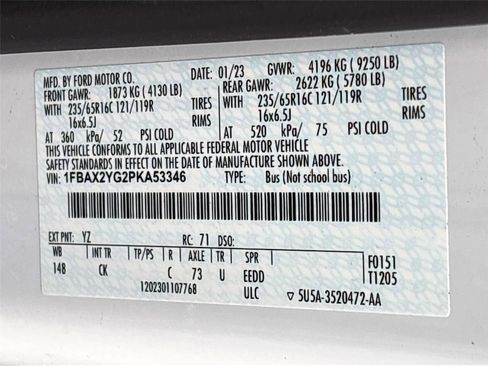 MFD. BY FORD MOTOR CO. DATE: 01/23 GVWR: 4196 KG ( 9250 LB)
FRONT GAWR: 1873 KG ( 4130 LB) REAR GAWR: 2622 KG ( 5780 LB)
WITH 235/65R16C 121/119R TIRES WITH 235/65R16C 121/119R TIRES
16x6.5J RIMS 16x6.5J RIMS
AT 360 kPa/ 52 PSI COLD AT 520 kPa/ 75 PSI COLD
THIS VEHICLE CONFORMS TO ALL APPLICABLE FEDERAL MOTOR VEHICLE
SAFETY STANDARDS IN EFFECT ON THE DATE OF MANUFACTURE SHOWN ABOVE.
VIN: 1FBAX2YG2PKA53346 TYPE: Bus (Not school bus)
EXT PNT: YZ RC: 71 DSO:
WB INT TR TP/PS R AXLE TR SPR F0151
148 CK C 73 U EEDD T1205
1202301107768 ULC 5U5A-3520472-AA